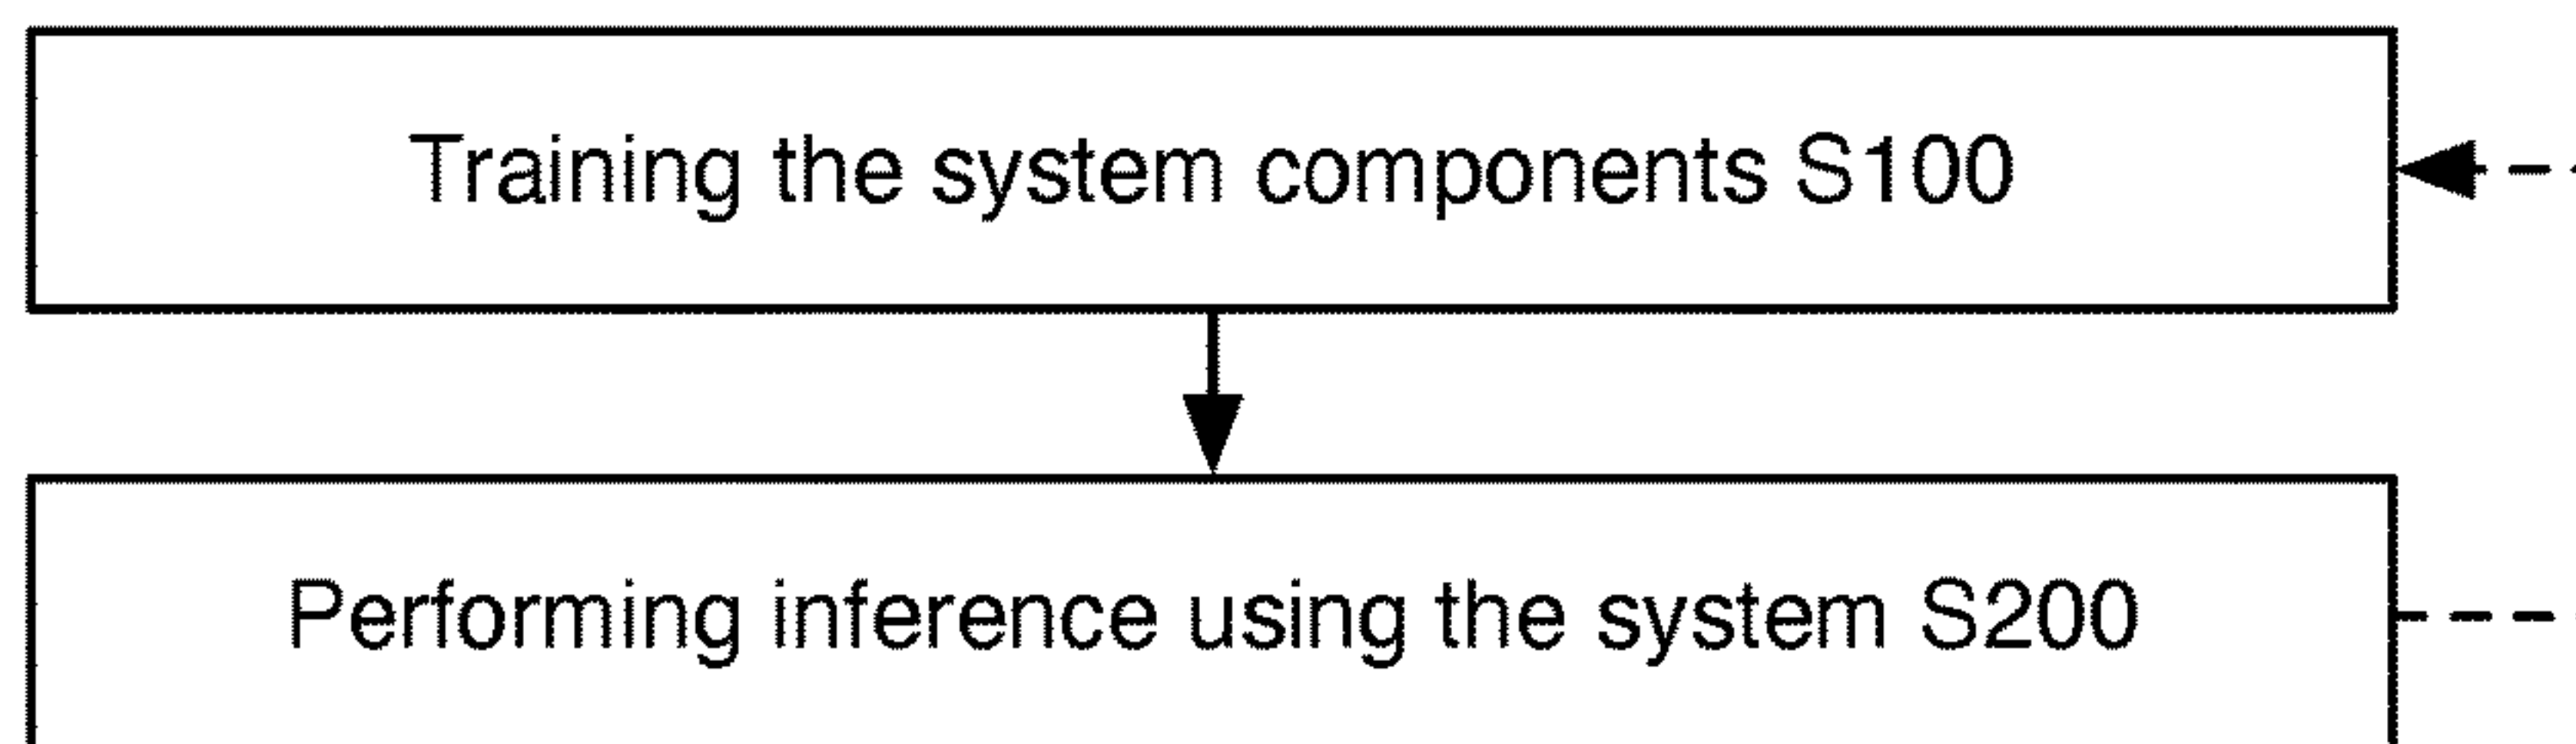 Training the system components S100
Performing inference using the system S200